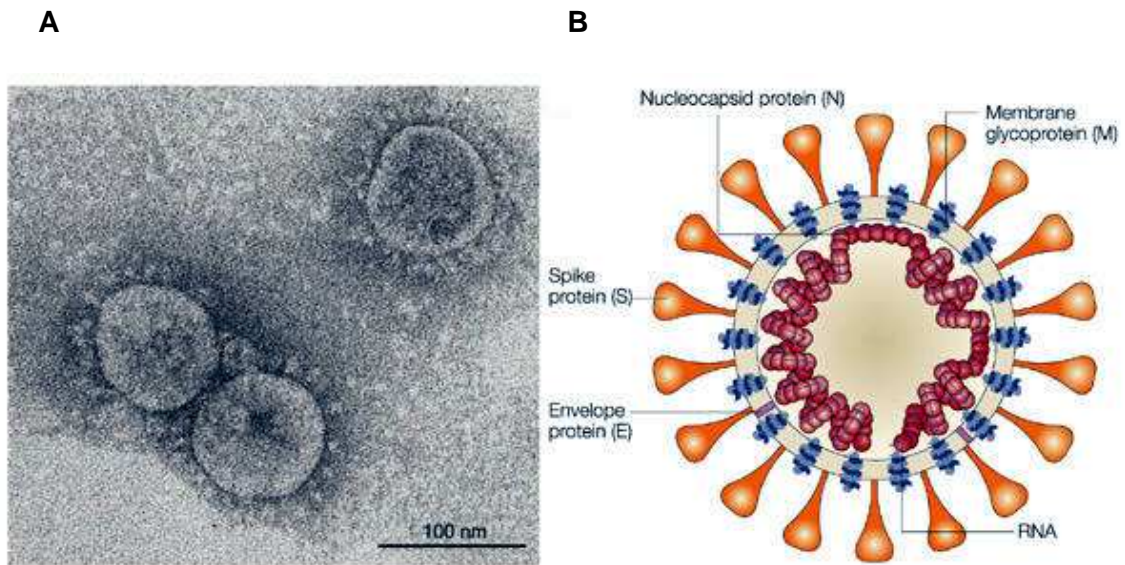 A
B
Nucleocapsid protein (N)
Membrane
glycoprotein (M)
Spike
protein (S)
Envelope
protein (E)
100 nm
RNA